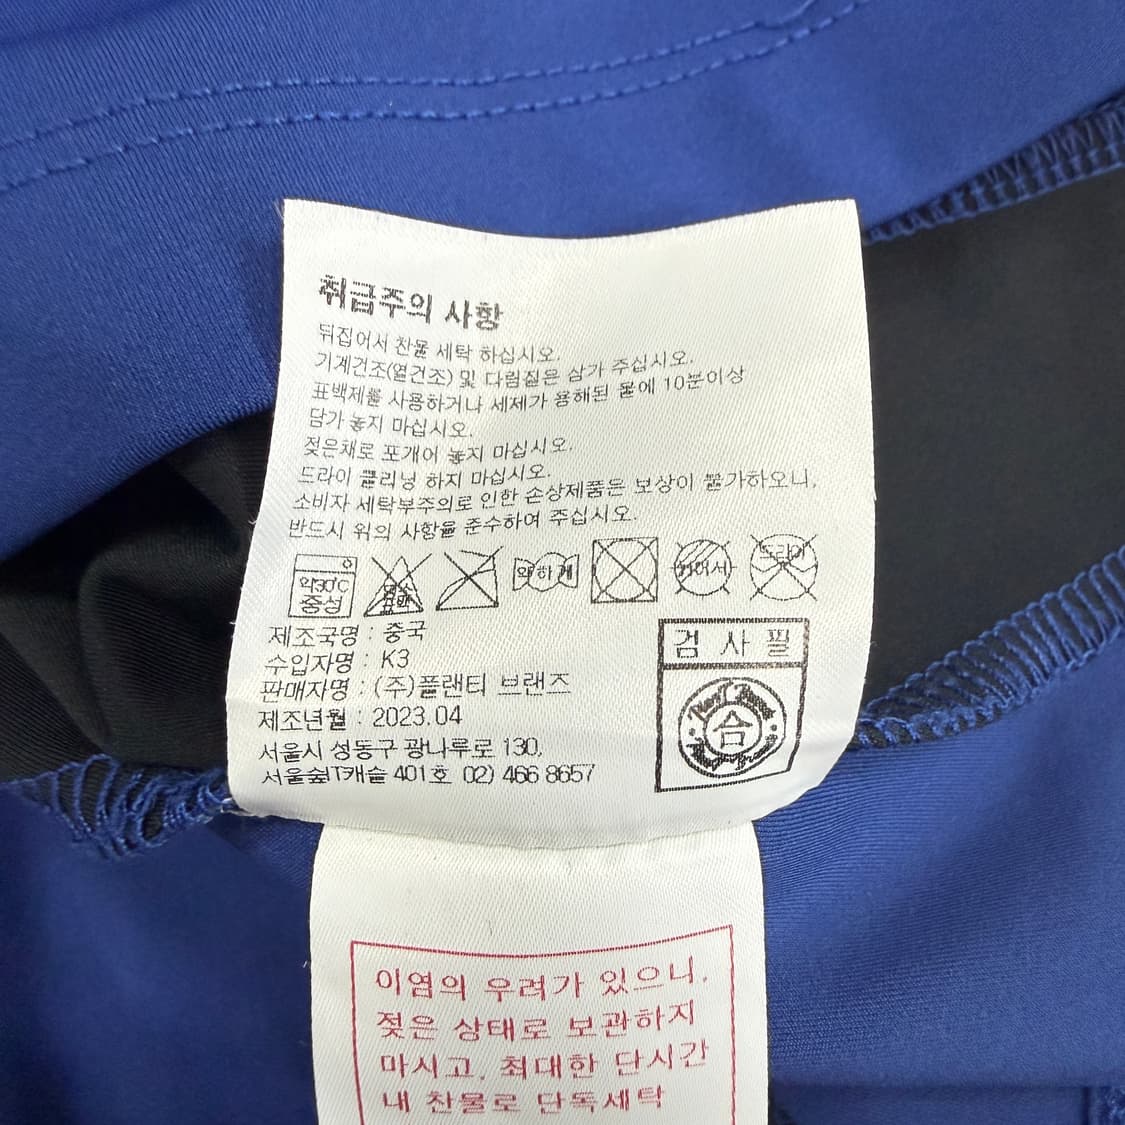 취급주의 사항
뒤집어서 찬물 세탁 하십시오.
기계건조(열건조) 및 다림질은 삼가 주십시오.
표백제를 사용하거나 세제가 용해된 물에 10분이상
담가 놓지 마십시오.
젖은채로 포개어 놓지 마십시오.
드라이 클리닝 하지 마십시오.
소비자 세탁부주의로 인한 손상제품은 보상이 불가하오니,
반드시 위의 사항을 준수하여 주십시오.
약30℃
중성
염소
표백
약하게
드라이
제조국명 : 중국
수입자명 : K3
판매자명 : (주)플랜티 브랜즈
제조년월 : 2023.04
서울시 성동구 광나루로 130,
서울숲IT캐슬 401호 02) 466 8657
검 사 필
合
이염의 우려가 있으니,
젖은 상태로 보관하지
마시고, 최대한 단시간
내 찬물로 단독세탁